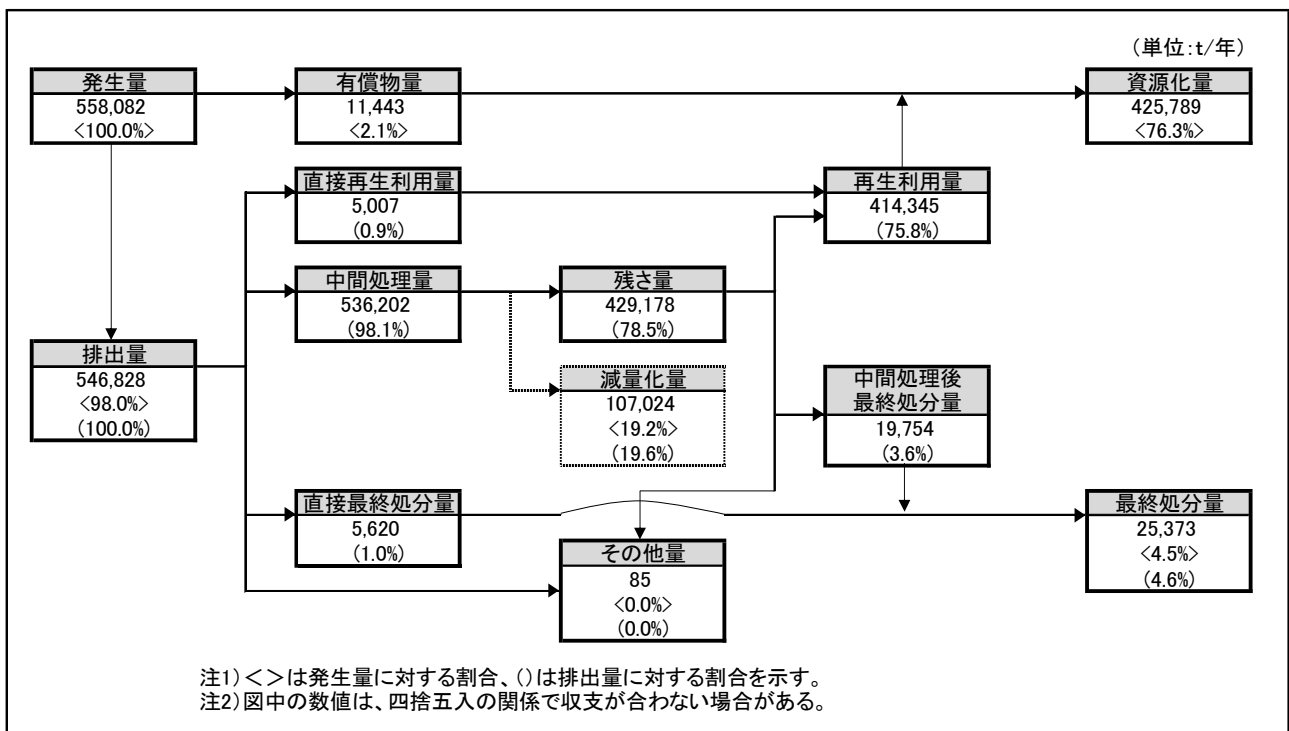 (単位:t/年)
発生量
558,082
<100.0%>
有償物量
11,443
<2.1%>
資源化量
425,789
<76.3%>
直接再生利用量
5,007
(0.9%)
再生利用量
414,345
(75.8%)
中間処理量
536,202
(98.1%)
残さ量
429,178
(78.5%)
排出量
546,828
<98.0%>
(100.0%)
減量化量
107,024
<19.2%>
(19.6%)
中間処理後
最終処分量
19,754
(3.6%)
直接最終処分量
5,620
(1.0%)
最終処分量
25,373
<4.5%>
(4.6%)
その他量
85
<0.0%>
(0.0%)
注1)<>は発生量に対する割合、()は排出量に対する割合を示す。
注2)図中の数値は、四捨五入の関係で収支が合わない場合がある。